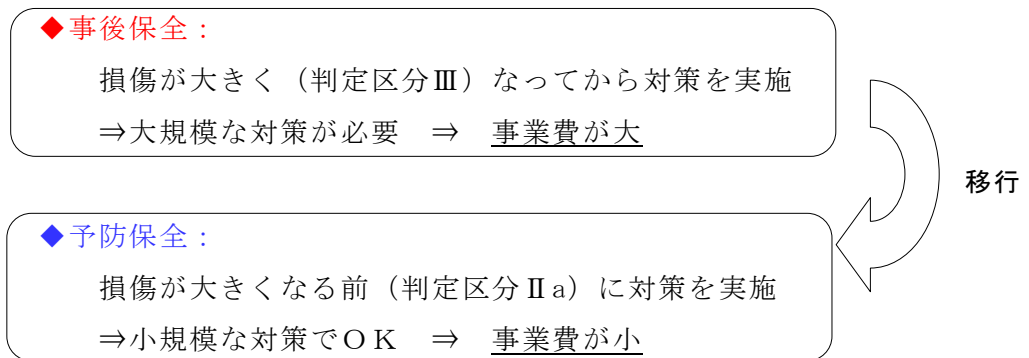 ◆事後保全：
損傷が大きく（判定区分Ⅲ）なってから対策を実施
⇒大規模な対策が必要　⇒　事業費が大
移行
◆予防保全：
損傷が大きくなる前（判定区分Ⅱａ）に対策を実施
⇒小規模な対策でＯＫ　⇒　事業費が小